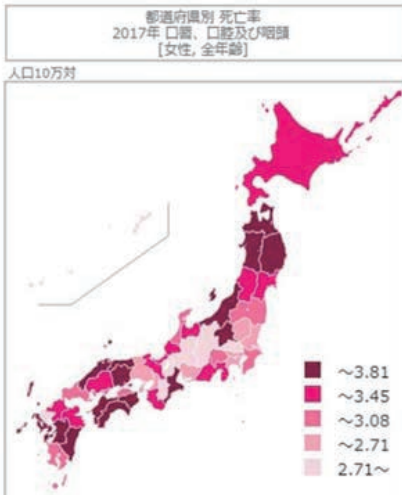 都道府県別 死亡率
2017年 口唇、口腔及び咽頭
[女性, 全年齢]
人口10万対
～3.81
～3.45
～3.08
～2.71
2.71～